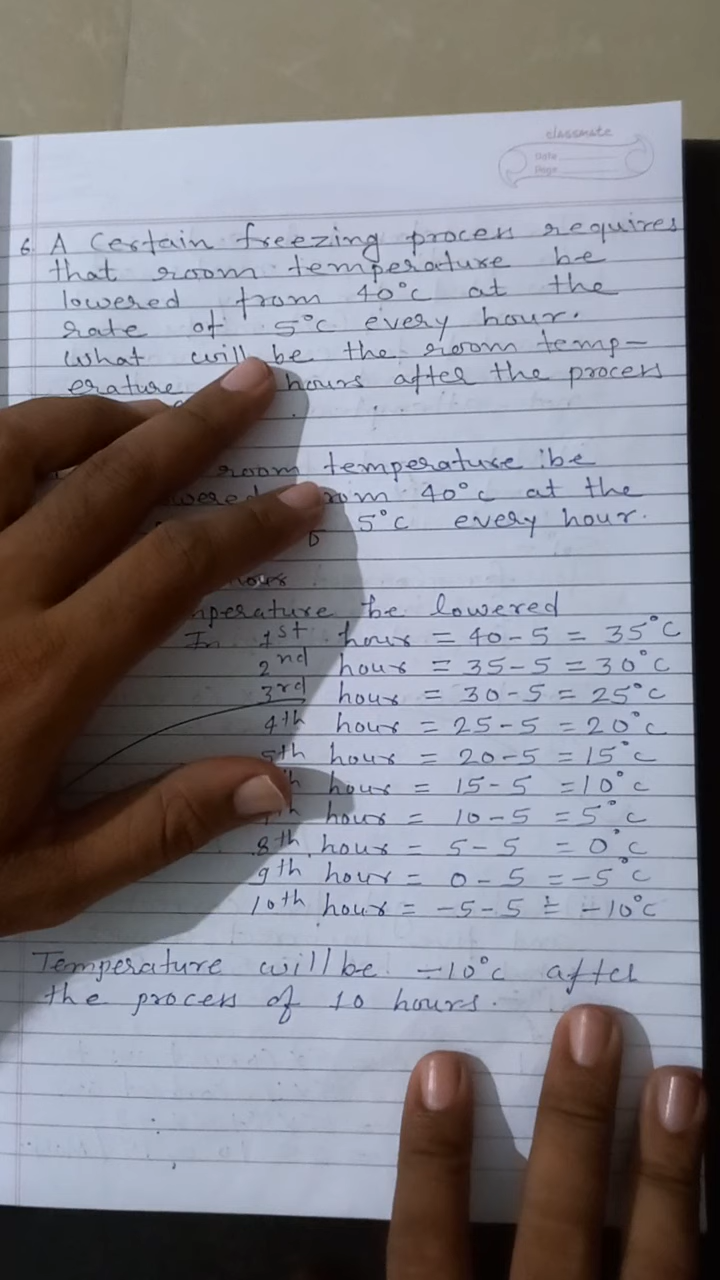 classmate
Date
Page
6. A Certain freezing process requires
that room temperature be
lowered from 40°c at the
rate of 5°c every hour.
What will be the room temp-
erature hours after the process
room temperature be
40°c at the
5°c every hour.
be lowered
In 1st hour = 40-5 = 35°C
2nd hour = 35-5 = 30°C
3rd hour = 30-5 = 25°C
4th hour = 25-5 = 20°C
hour = 20-5 = 15°C
hour = 15-5 = 10°C
hour = 10-5 = 5°C
8th hour = 5-5 = 0°C
9th hour = 0-5 = -5°C
10th hour = -5-5 = -10°C
Temperature will be -10°c after
the process of 10 hours.